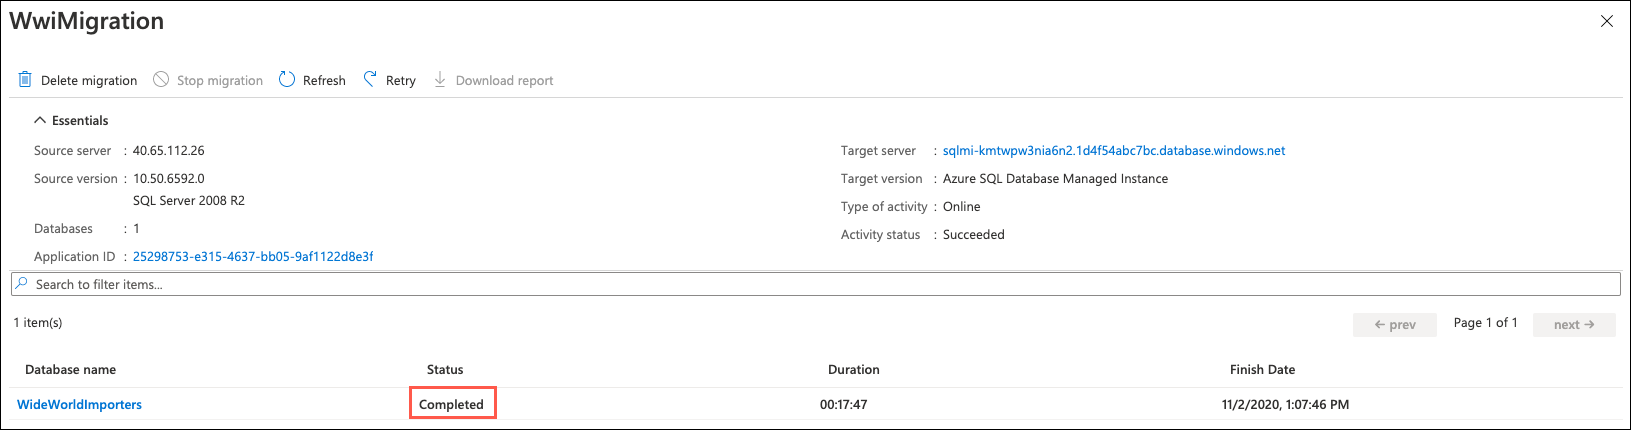 WwiMigration
Delete migration Stop migration Refresh Retry Download report
Essentials
Source server : 40.65.112.26 Target server : sqlmi-kmtwpw3nia6n2.1d4f54abc7bc.database.windows.net
Source version : 10.50.6592.0 Target version : Azure SQL Database Managed Instance
SQL Server 2008 R2
Type of activity : Online
Databases : 1
Activity status : Succeeded
Application ID : 25298753-e315-4637-bb05-9af1122d8e3f
Search to filter items...
1 item(s) ← prev Page 1 of 1 next →
Database name Status Duration Finish Date
WideWorldImporters Completed 00:17:47 11/2/2020, 1:07:46 PM